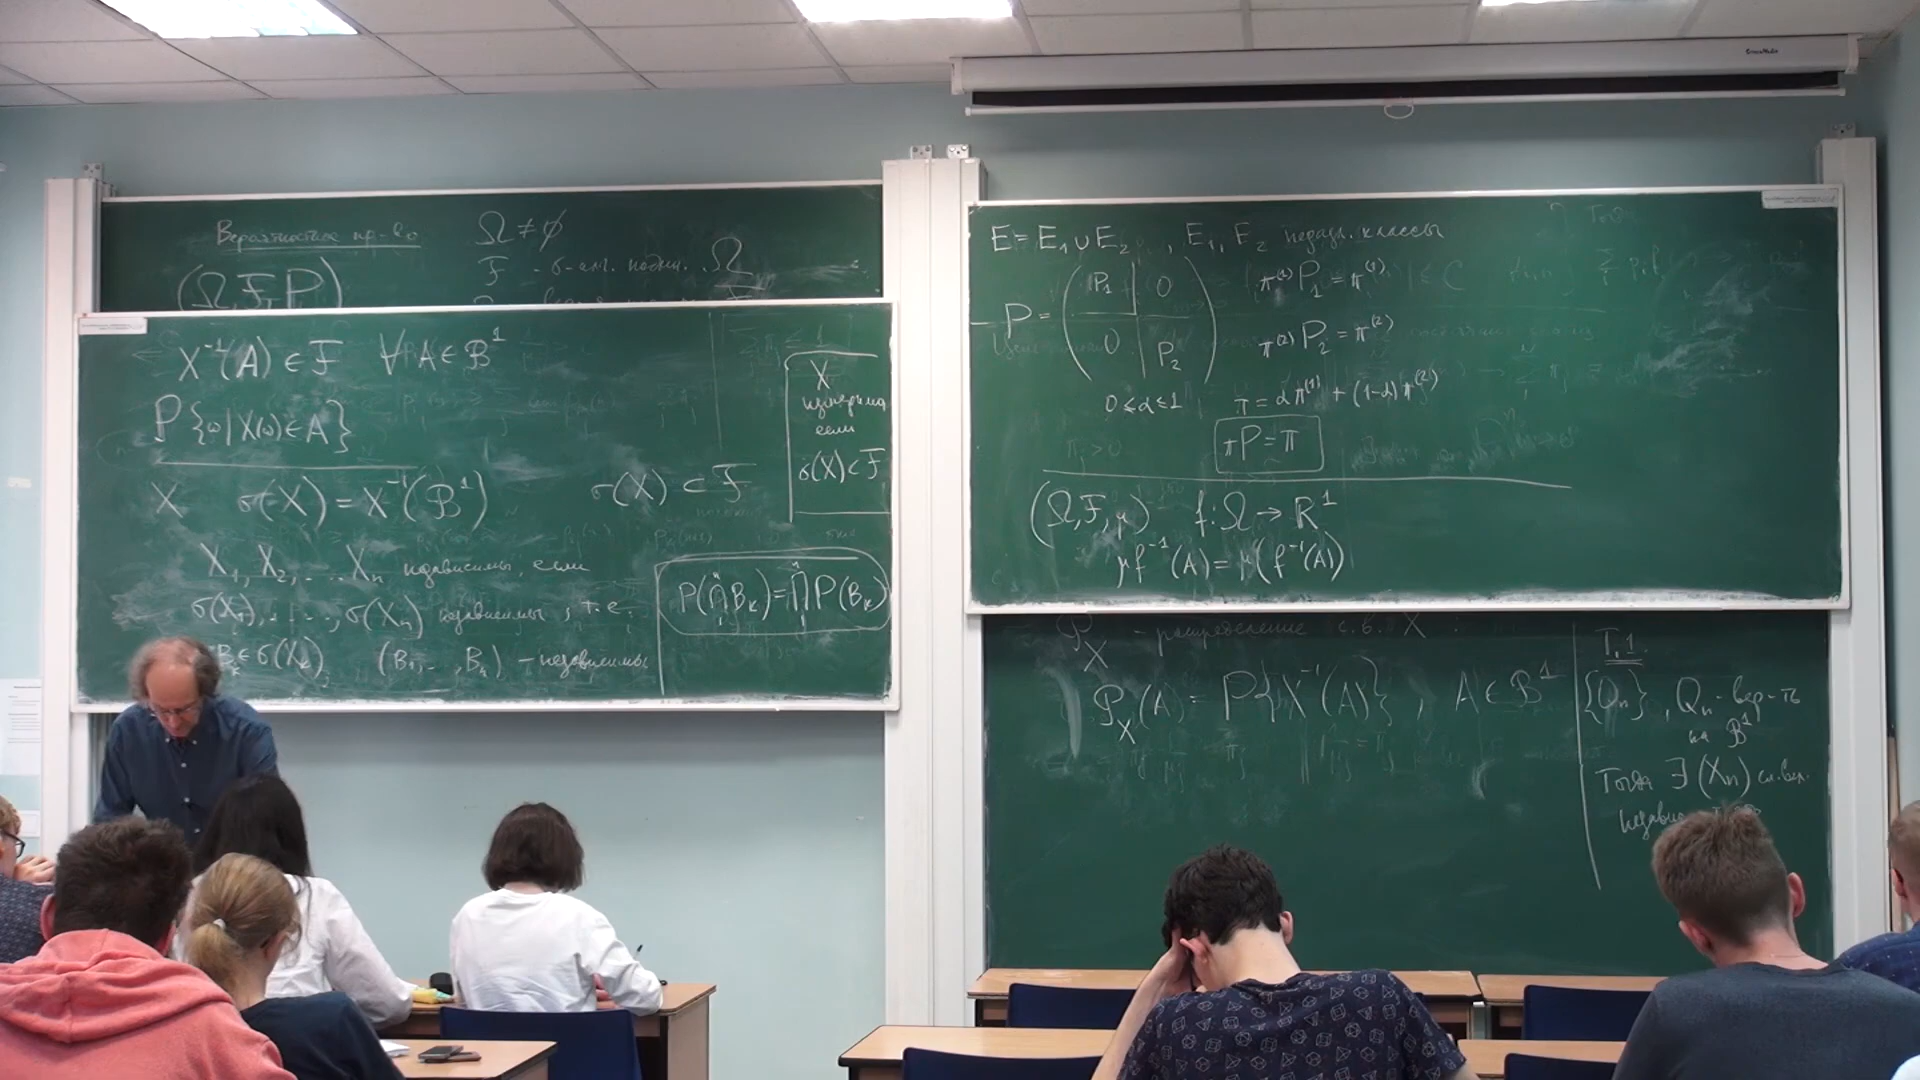 Вероятностное пр-во Ω ≠ ∅
F - σ-алг. подмн. Ω
(Ω, F, P)
X⁻¹(A) ∈ F ∀A ∈ B¹
P{ω | X(ω) ∈ A}
X σ(X) = X⁻¹(B¹) σ(X) ⊂ F
X
измерима
если
σ(X) ⊂ F
X₁, X₂, ... Xₙ независимы, если
σ(X₁), ..., σ(Xₙ) независимы, т.е.
Bₖ ∈ σ(Xₖ), (B₁, .. , Bₙ) - независимы
P(⋂₁ⁿ Bₖ) = ∏₁ⁿ P(Bₖ)
E = E₁ ∪ E₂, E₁, E₂ неразл. классы
P = ( P₁ | 0
0 | P₂ )
π⁽¹⁾ P₁ = π⁽¹⁾
π⁽²⁾ P₂ = π⁽²⁾
0 ≤ α ≤ 1 π = απ⁽¹⁾ + (1-α)π⁽²⁾
πP = π
(Ω, F, μ) f: Ω → R¹
μf⁻¹(A) = μ(f⁻¹(A))
P_X - распределение с.в. X :
P_X(A) = P{X⁻¹(A)}, A ∈ B¹
T.1.
{Qₙ}, Qₙ - вер-ть
на B¹
Тогда ∃ (Xₙ) сл. вел.